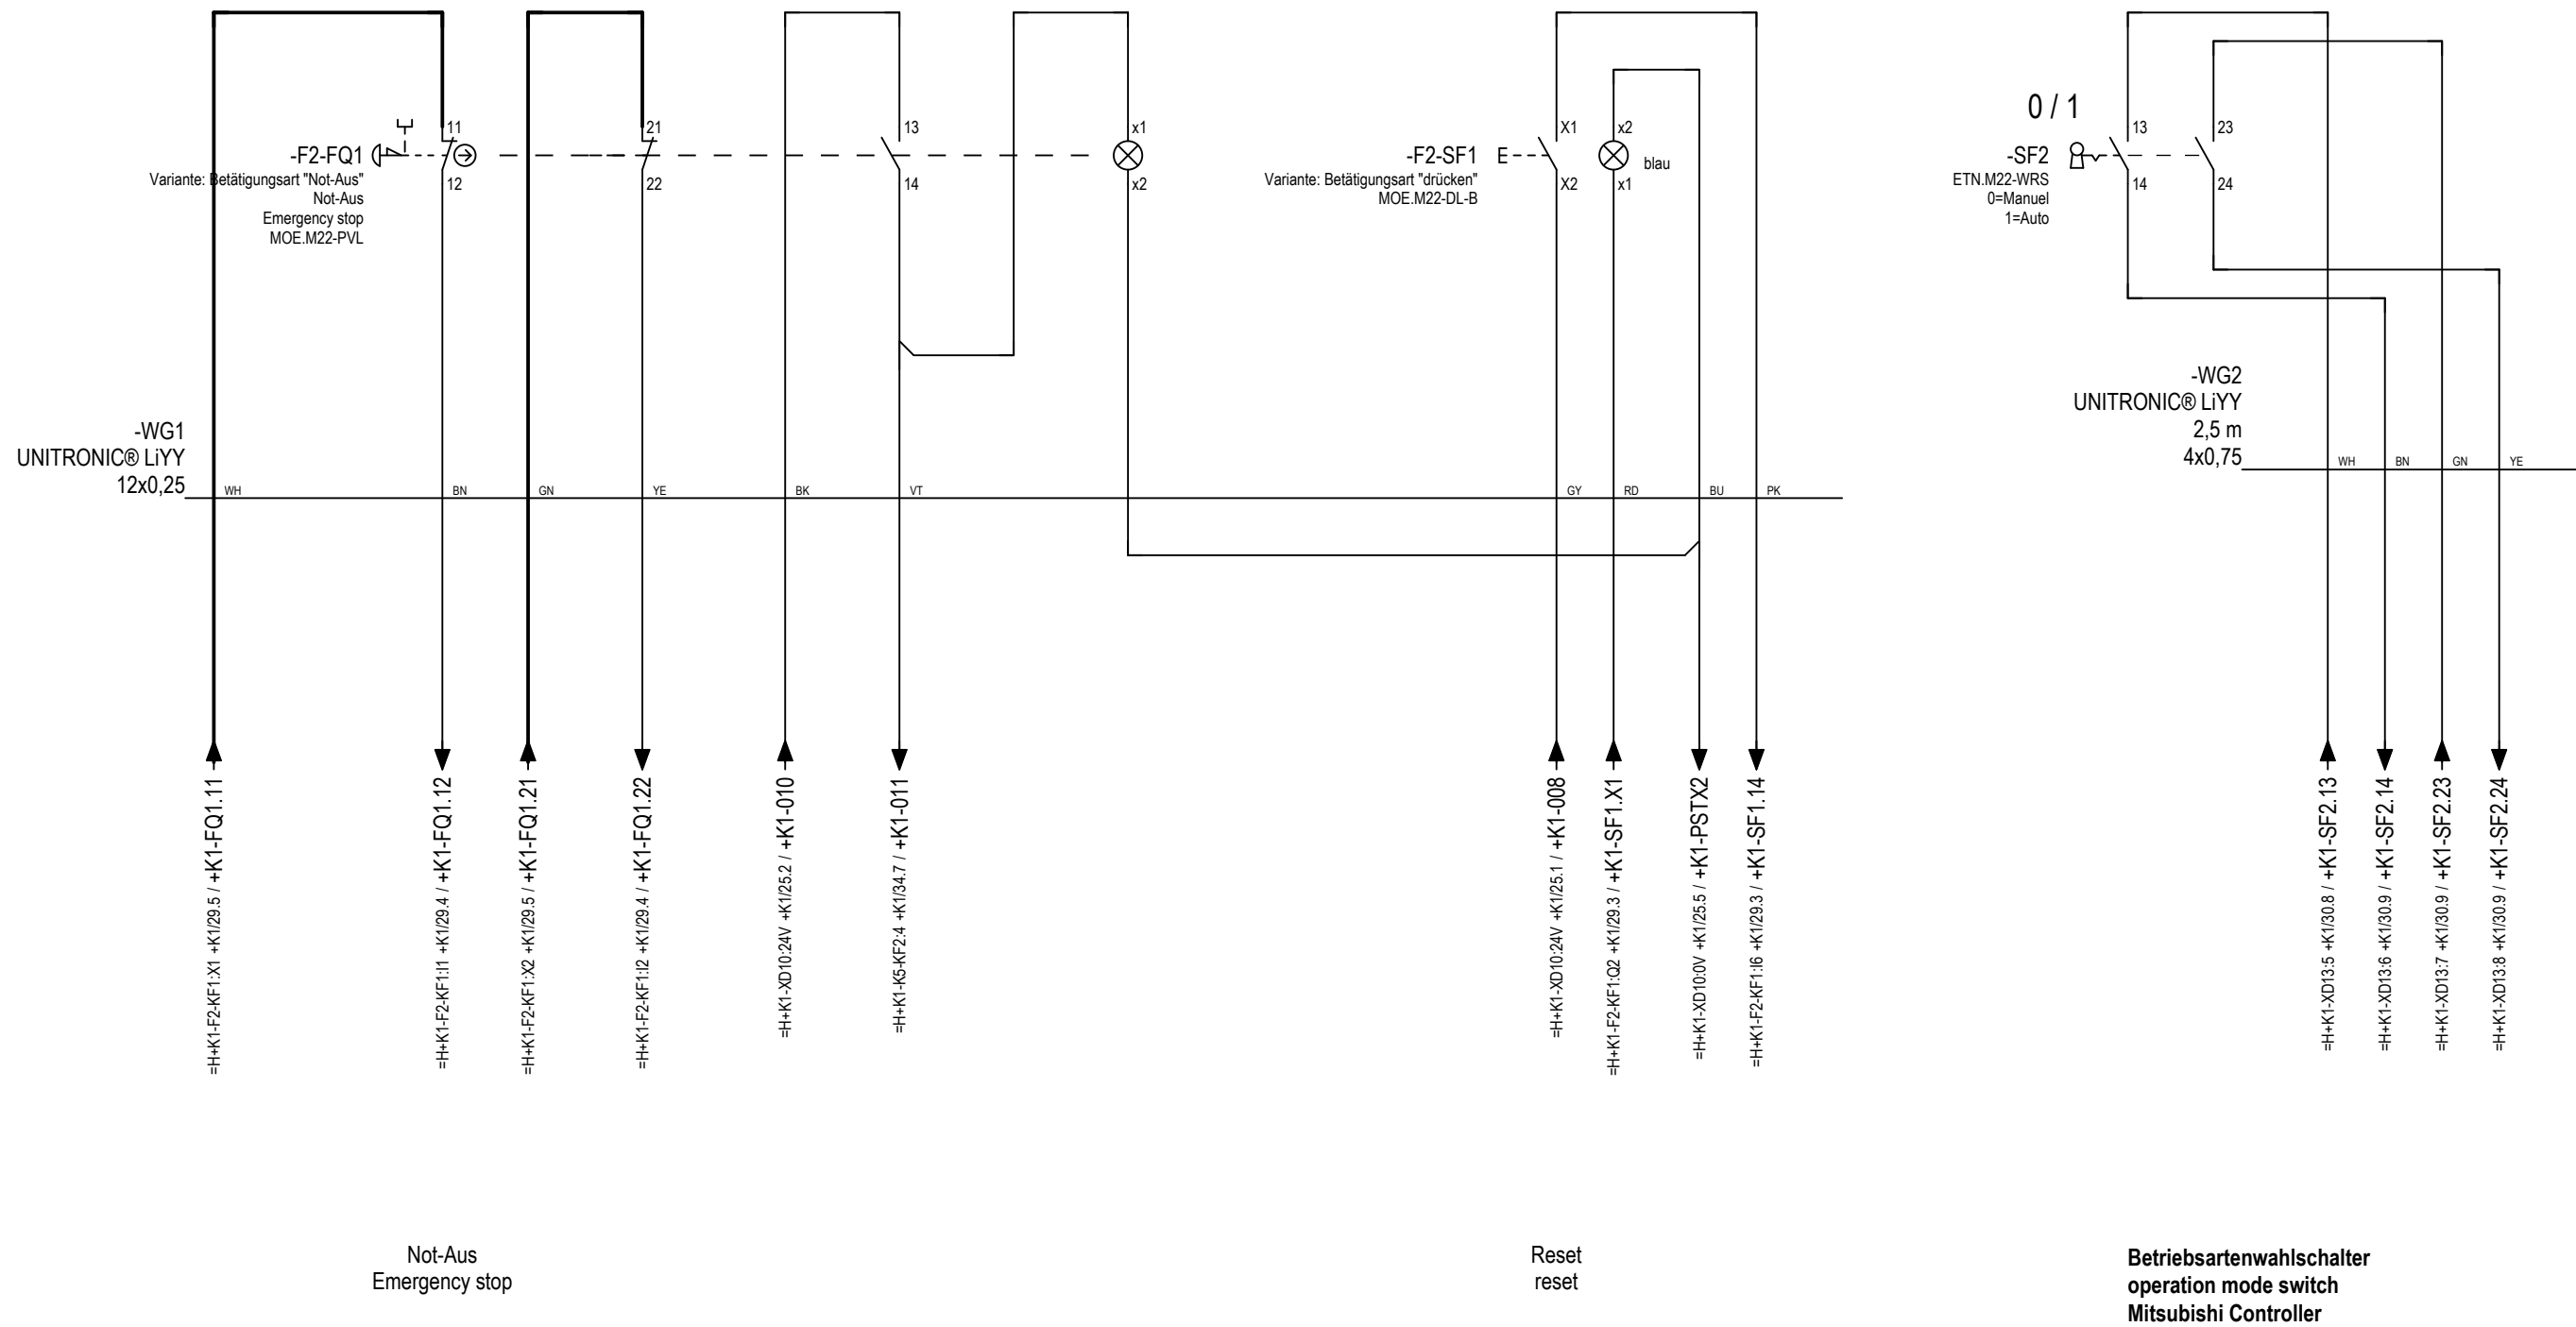 -F2-FQ1
Variante: Betätigungsart "Not-Aus"
Not-Aus
Emergency stop
MOE.M22-PVL
11
12
21
22
13
14
x1
x2
-F2-SF1
Variante: Betätigungsart "drücken"
MOE.M22-DL-B
E
X1
X2
x2
x1
blau
0 / 1
-SF2
ETN.M22-WRS
0=Manuel
1=Auto
13
14
23
24
-WG1
UNITRONIC® LiYY
12x0,25
WH
BN
GN
YE
BK
VT
GY
RD
BU
PK
-WG2
UNITRONIC® LiYY
2,5 m
4x0,75
WH
BN
GN
YE
=H+K1-F2-KF1:X1 +K1/29.5 / +K1-FQ1.11
=H+K1-F2-KF1:I1 +K1/29.4 / +K1-FQ1.12
=H+K1-F2-KF1:X2 +K1/29.5 / +K1-FQ1.21
=H+K1-F2-KF1:I2 +K1/29.4 / +K1-FQ1.22
=H+K1-XD10:24V +K1/25.2 / +K1-010
=H+K1-K5-KF2:4 +K1/34.7 / +K1-011
=H+K1-XD10:24V +K1/25.1 / +K1-008
=H+K1-F2-KF1:Q2 +K1/29.3 / +K1-SF1.X1
=H+K1-XD10:0V +K1/25.5 / +K1-PSTX2
=H+K1-F2-KF1:I6 +K1/29.3 / +K1-SF1.14
=H+K1-XD13:5 +K1/30.8 / +K1-SF2.13
=H+K1-XD13:6 +K1/30.9 / +K1-SF2.14
=H+K1-XD13:7 +K1/30.9 / +K1-SF2.23
=H+K1-XD13:8 +K1/30.9 / +K1-SF2.24
Not-Aus
Emergency stop
Reset
reset
Betriebsartenwahlschalter
operation mode switch
Mitsubishi Controller